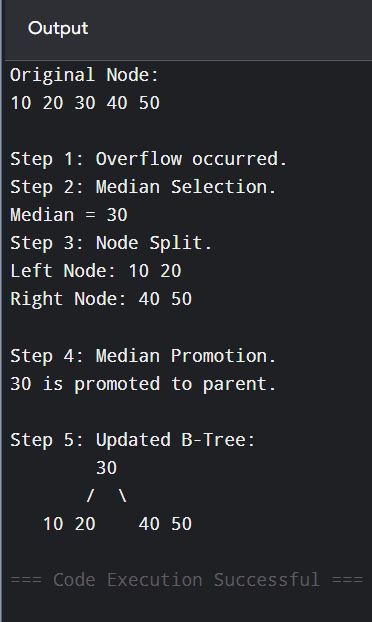 Output
Original Node:
10 20 30 40 50
Step 1: Overflow occurred.
Step 2: Median Selection.
Median = 30
Step 3: Node Split.
Left Node: 10 20
Right Node: 40 50
Step 4: Median Promotion.
30 is promoted to parent.
Step 5: Updated B-Tree:
        30
       /  \
   10 20    40 50
=== Code Execution Successful ===